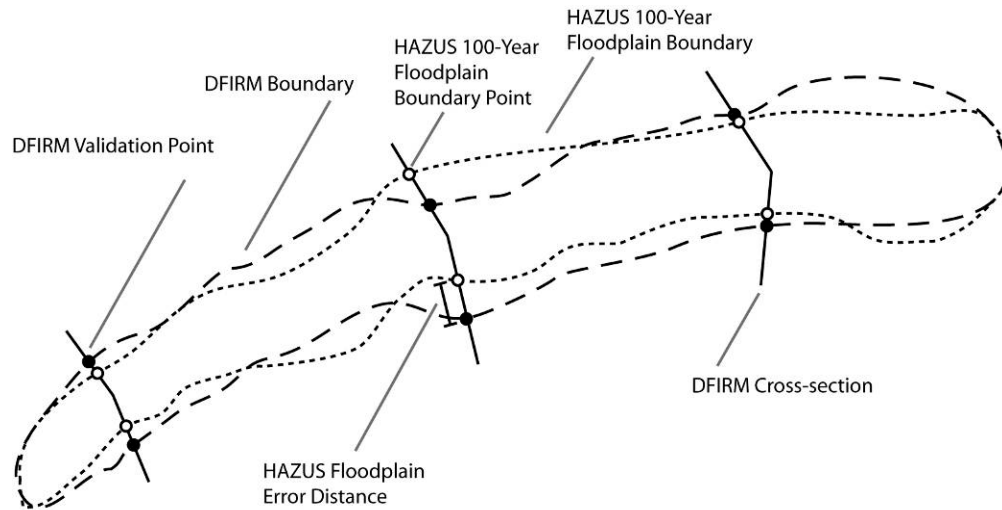 HAZUS 100-Year
Floodplain Boundary
HAZUS 100-Year
Floodplain
Boundary Point
DFIRM Boundary
DFIRM Validation Point
DFIRM Cross-section
HAZUS Floodplain
Error Distance